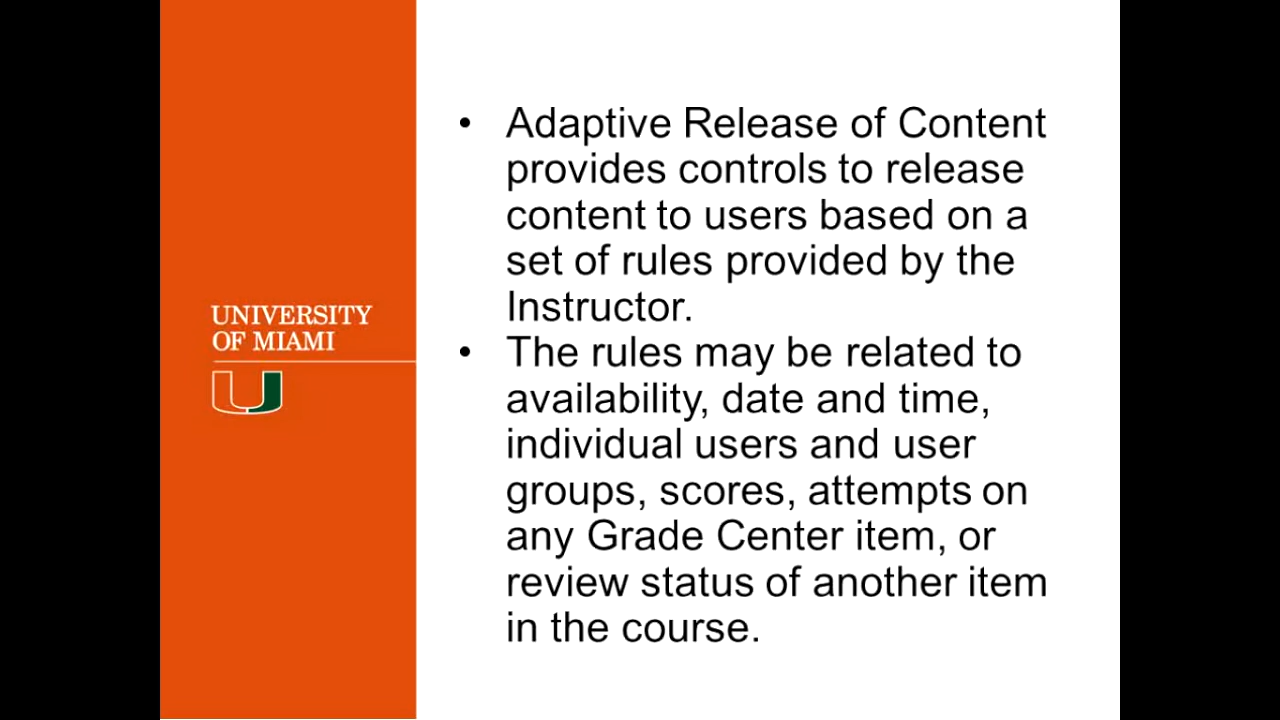 UNIVERSITY
OF MIAMI
• Adaptive Release of Content
provides controls to release
content to users based on a
set of rules provided by the
Instructor.
• The rules may be related to
availability, date and time,
individual users and user
groups, scores, attempts on
any Grade Center item, or
review status of another item
in the course.